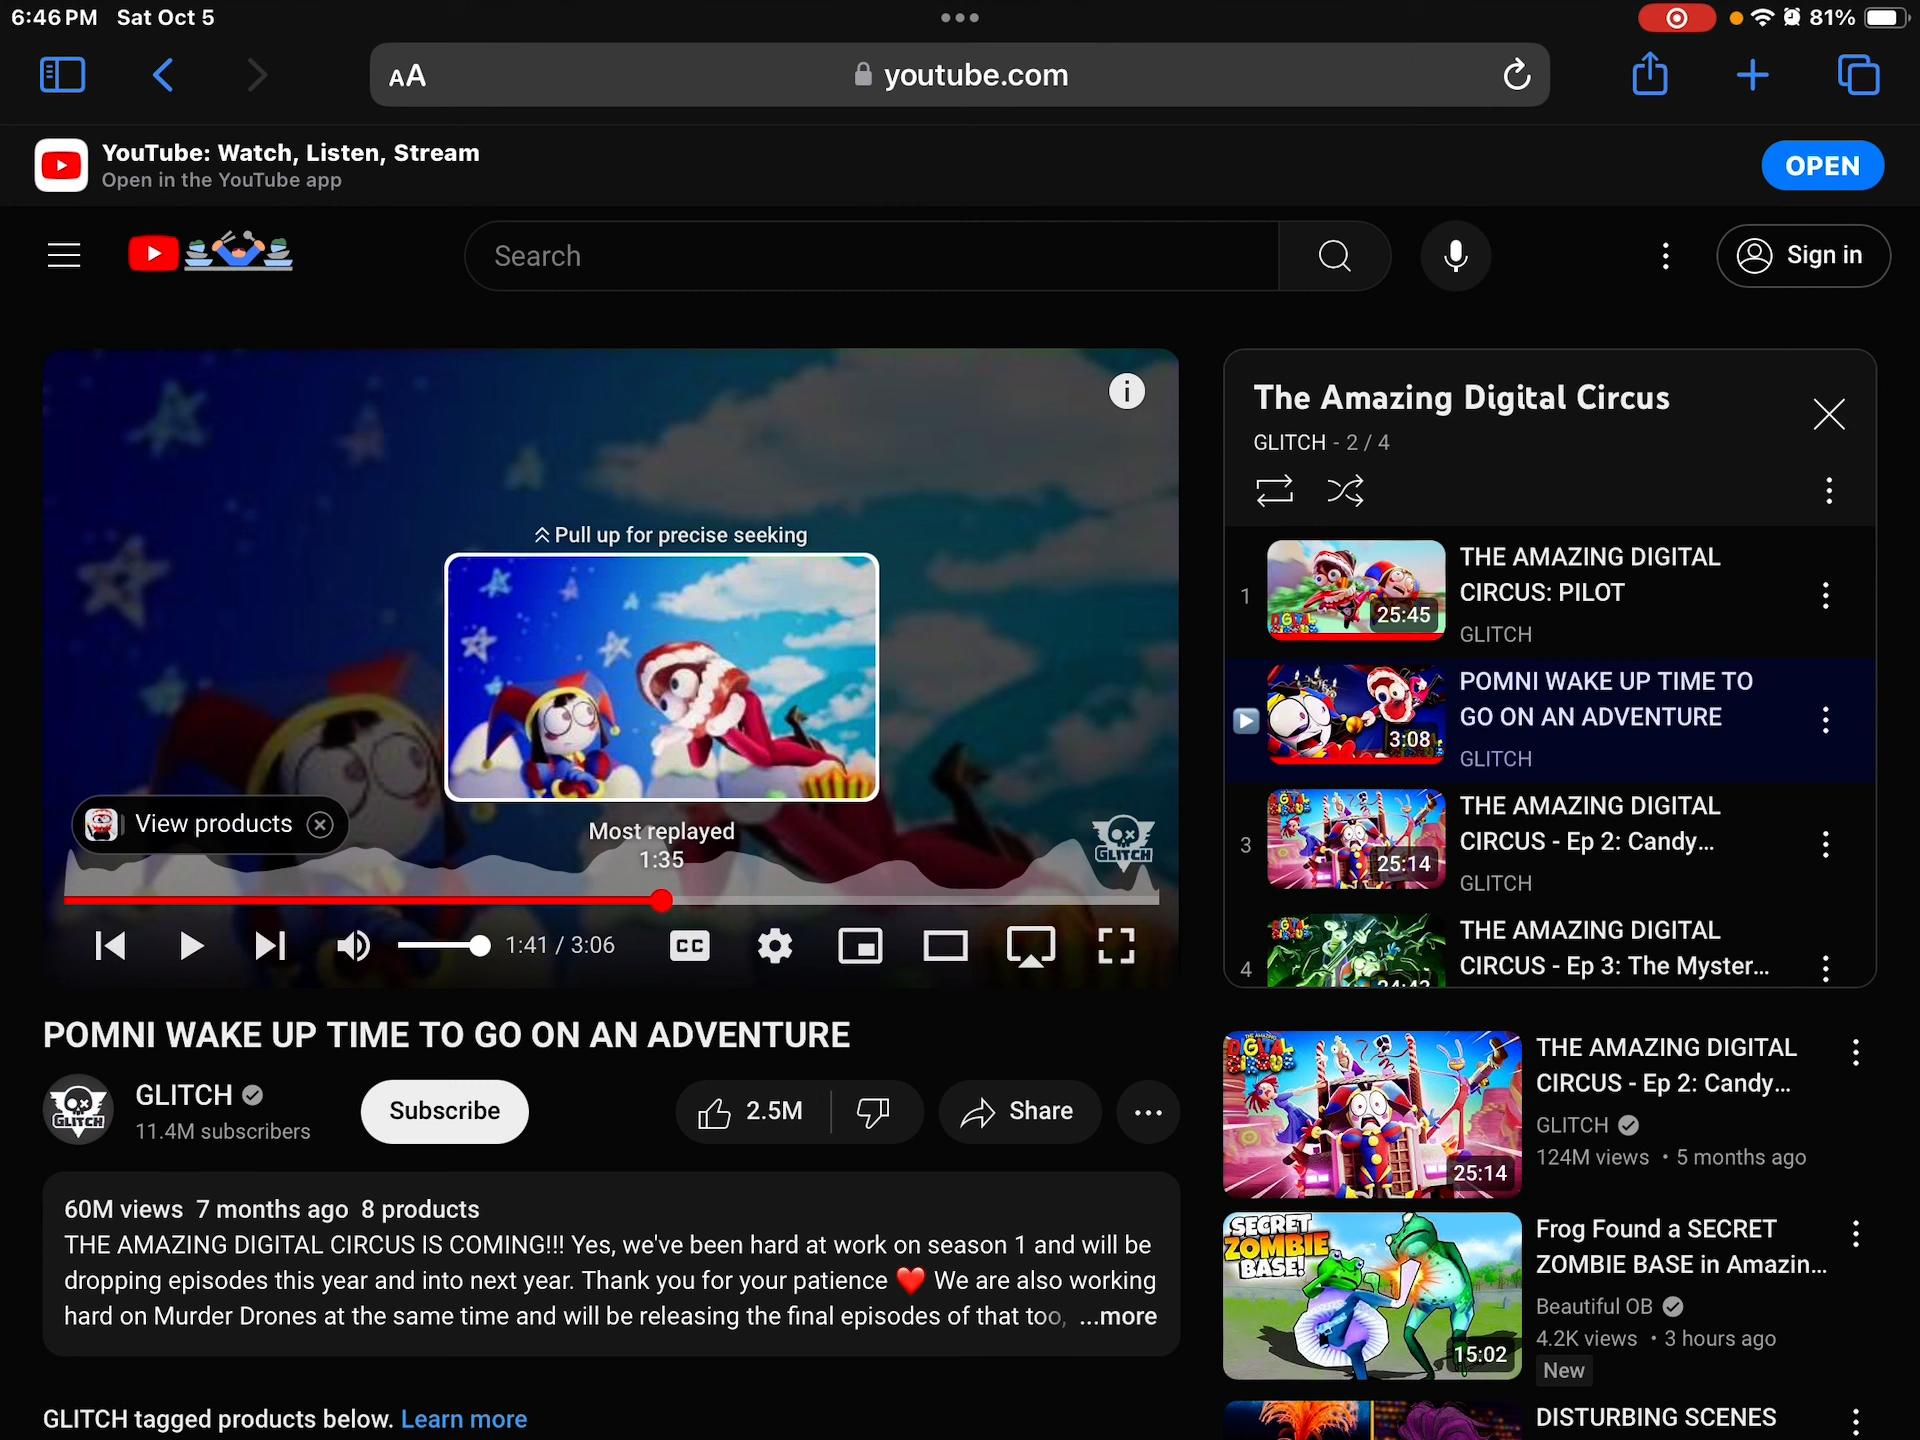 6:46 PM Sat Oct 5
81%
AA
youtube.com
YouTube: Watch, Listen, Stream
Open in the YouTube app
OPEN
Search
Sign in
Pull up for precise seeking
View products
Most replayed
1:35
GLITCH
1:41 / 3:06
CC
The Amazing Digital Circus
GLITCH - 2 / 4
1
25:45
THE AMAZING DIGITAL
CIRCUS: PILOT
GLITCH
3:08
POMNI WAKE UP TIME TO
GO ON AN ADVENTURE
GLITCH
3
25:14
THE AMAZING DIGITAL
CIRCUS - Ep 2: Candy...
GLITCH
4
THE AMAZING DIGITAL
CIRCUS - Ep 3: The Myster...
POMNI WAKE UP TIME TO GO ON AN ADVENTURE
GLITCH
GLITCH
11.4M subscribers
Subscribe
2.5M
Share
60M views 7 months ago 8 products
THE AMAZING DIGITAL CIRCUS IS COMING!!! Yes, we've been hard at work on season 1 and will be
dropping episodes this year and into next year. Thank you for your patience ❤️ We are also working
hard on Murder Drones at the same time and will be releasing the final episodes of that too, ...more
GLITCH tagged products below. Learn more
DIGITAL
25:14
THE AMAZING DIGITAL
CIRCUS - Ep 2: Candy...
GLITCH
124M views • 5 months ago
SECRET
ZOMBIE
BASE!
15:02
Frog Found a SECRET
ZOMBIE BASE in Amazin...
Beautiful OB
4.2K views • 3 hours ago
New
DISTURBING SCENES